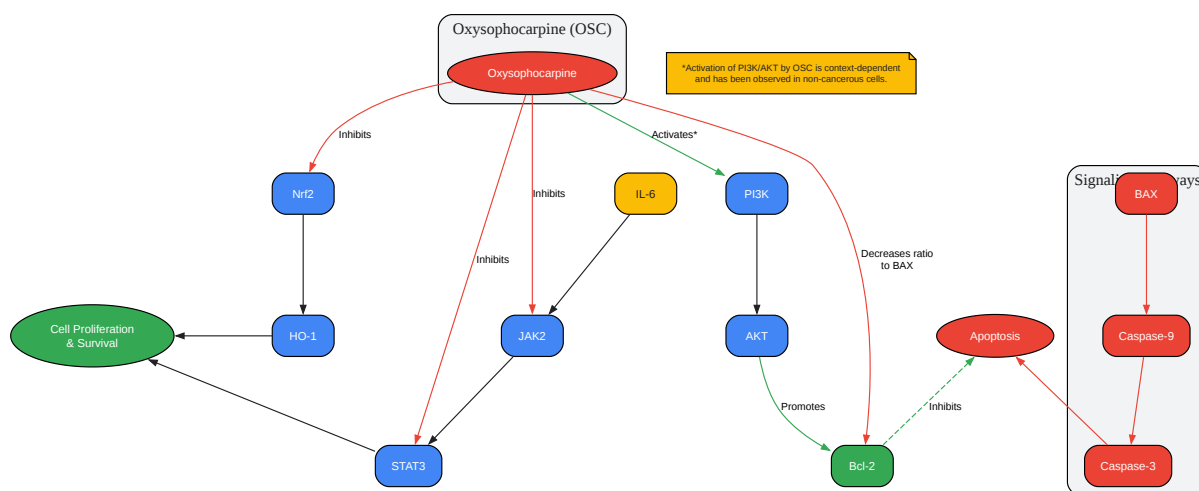 Oxysophocarpine (OSC)
Oxysophocarpine
*Activation of PI3K/AKT by OSC is context-dependent
and has been observed in non-cancerous cells.
Inhibits
Activates*
Nrf2
Inhibits
IL-6
PI3K
BAX
Inhibits
Decreases ratio
to BAX
Cell Proliferation
& Survival
HO-1
JAK2
AKT
Apoptosis
Caspase-9
Promotes
Inhibits
STAT3
Bcl-2
Caspase-3